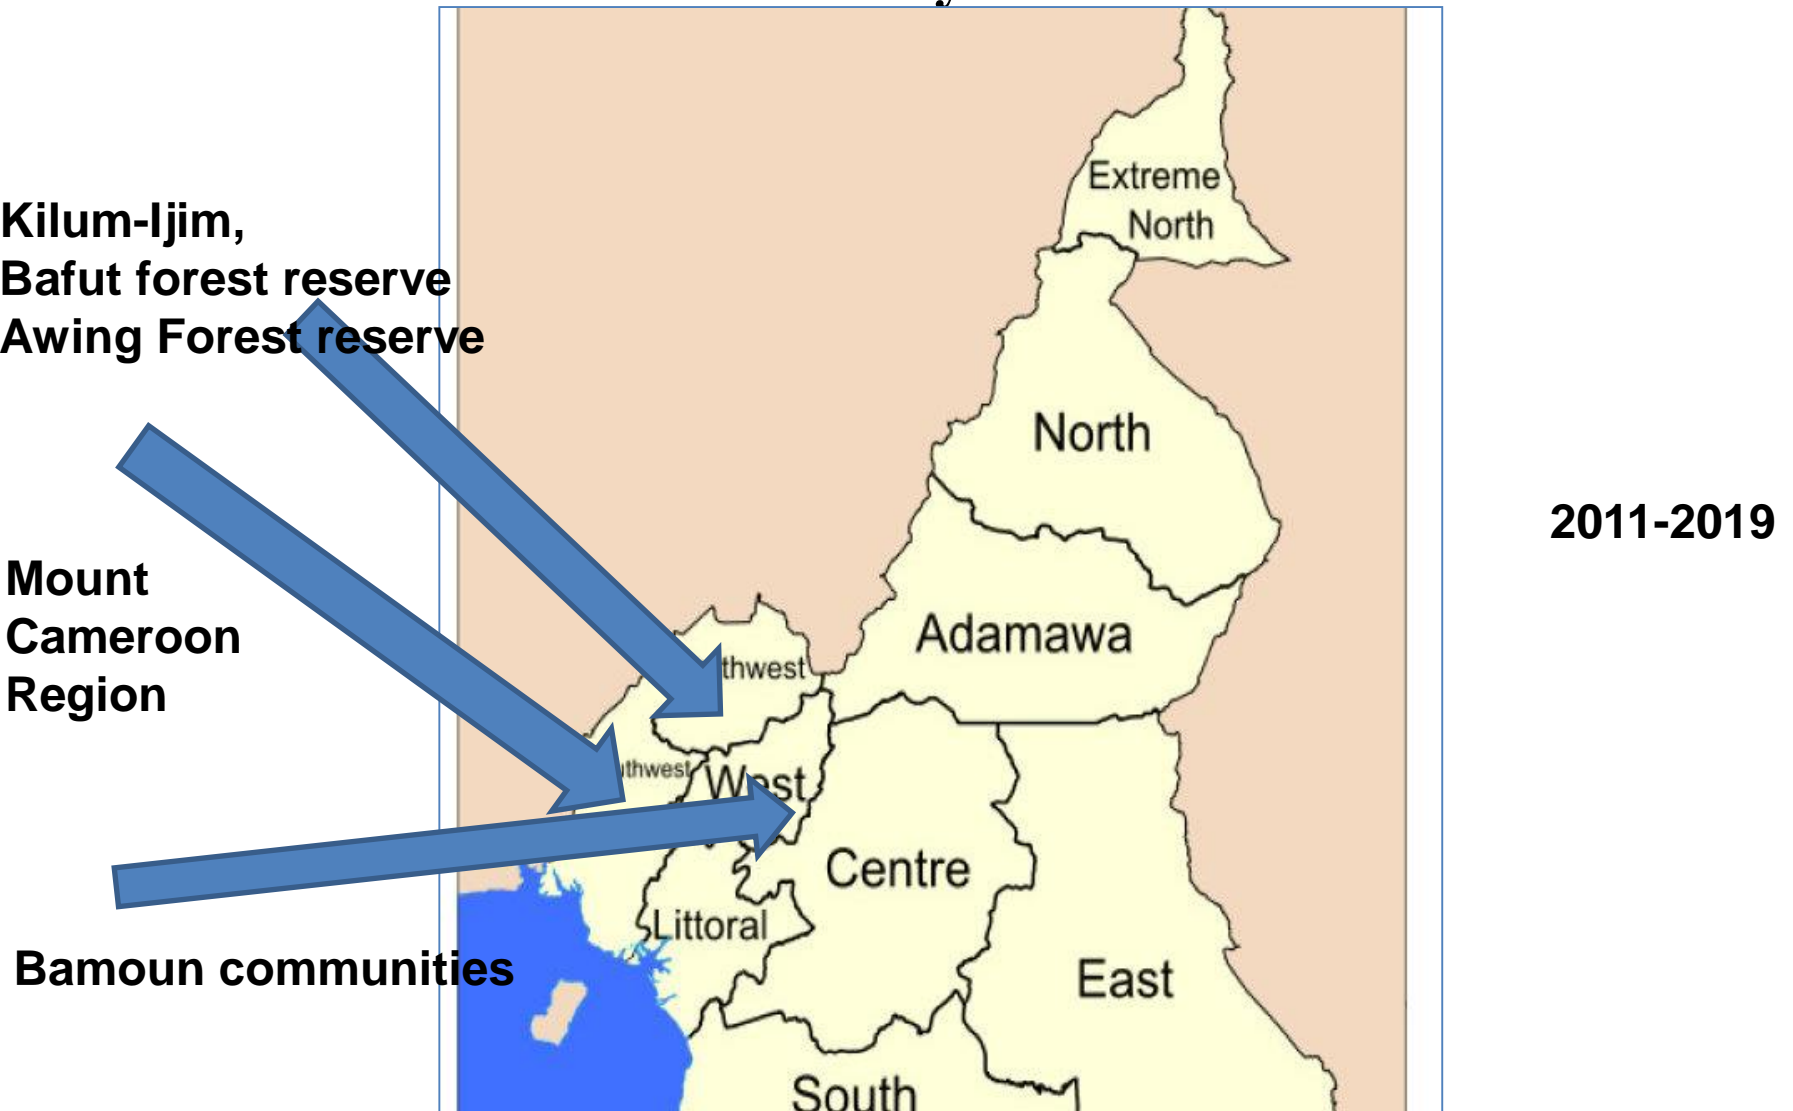 Kilum-Ijim,
Bafut forest reserve
Awing Forest reserve
Mount
Cameroon
Region
Bamoun communities
Extreme
North
North
Adamawa
thwest
thwest
West
Centre
Littoral
East
South
2011-2019